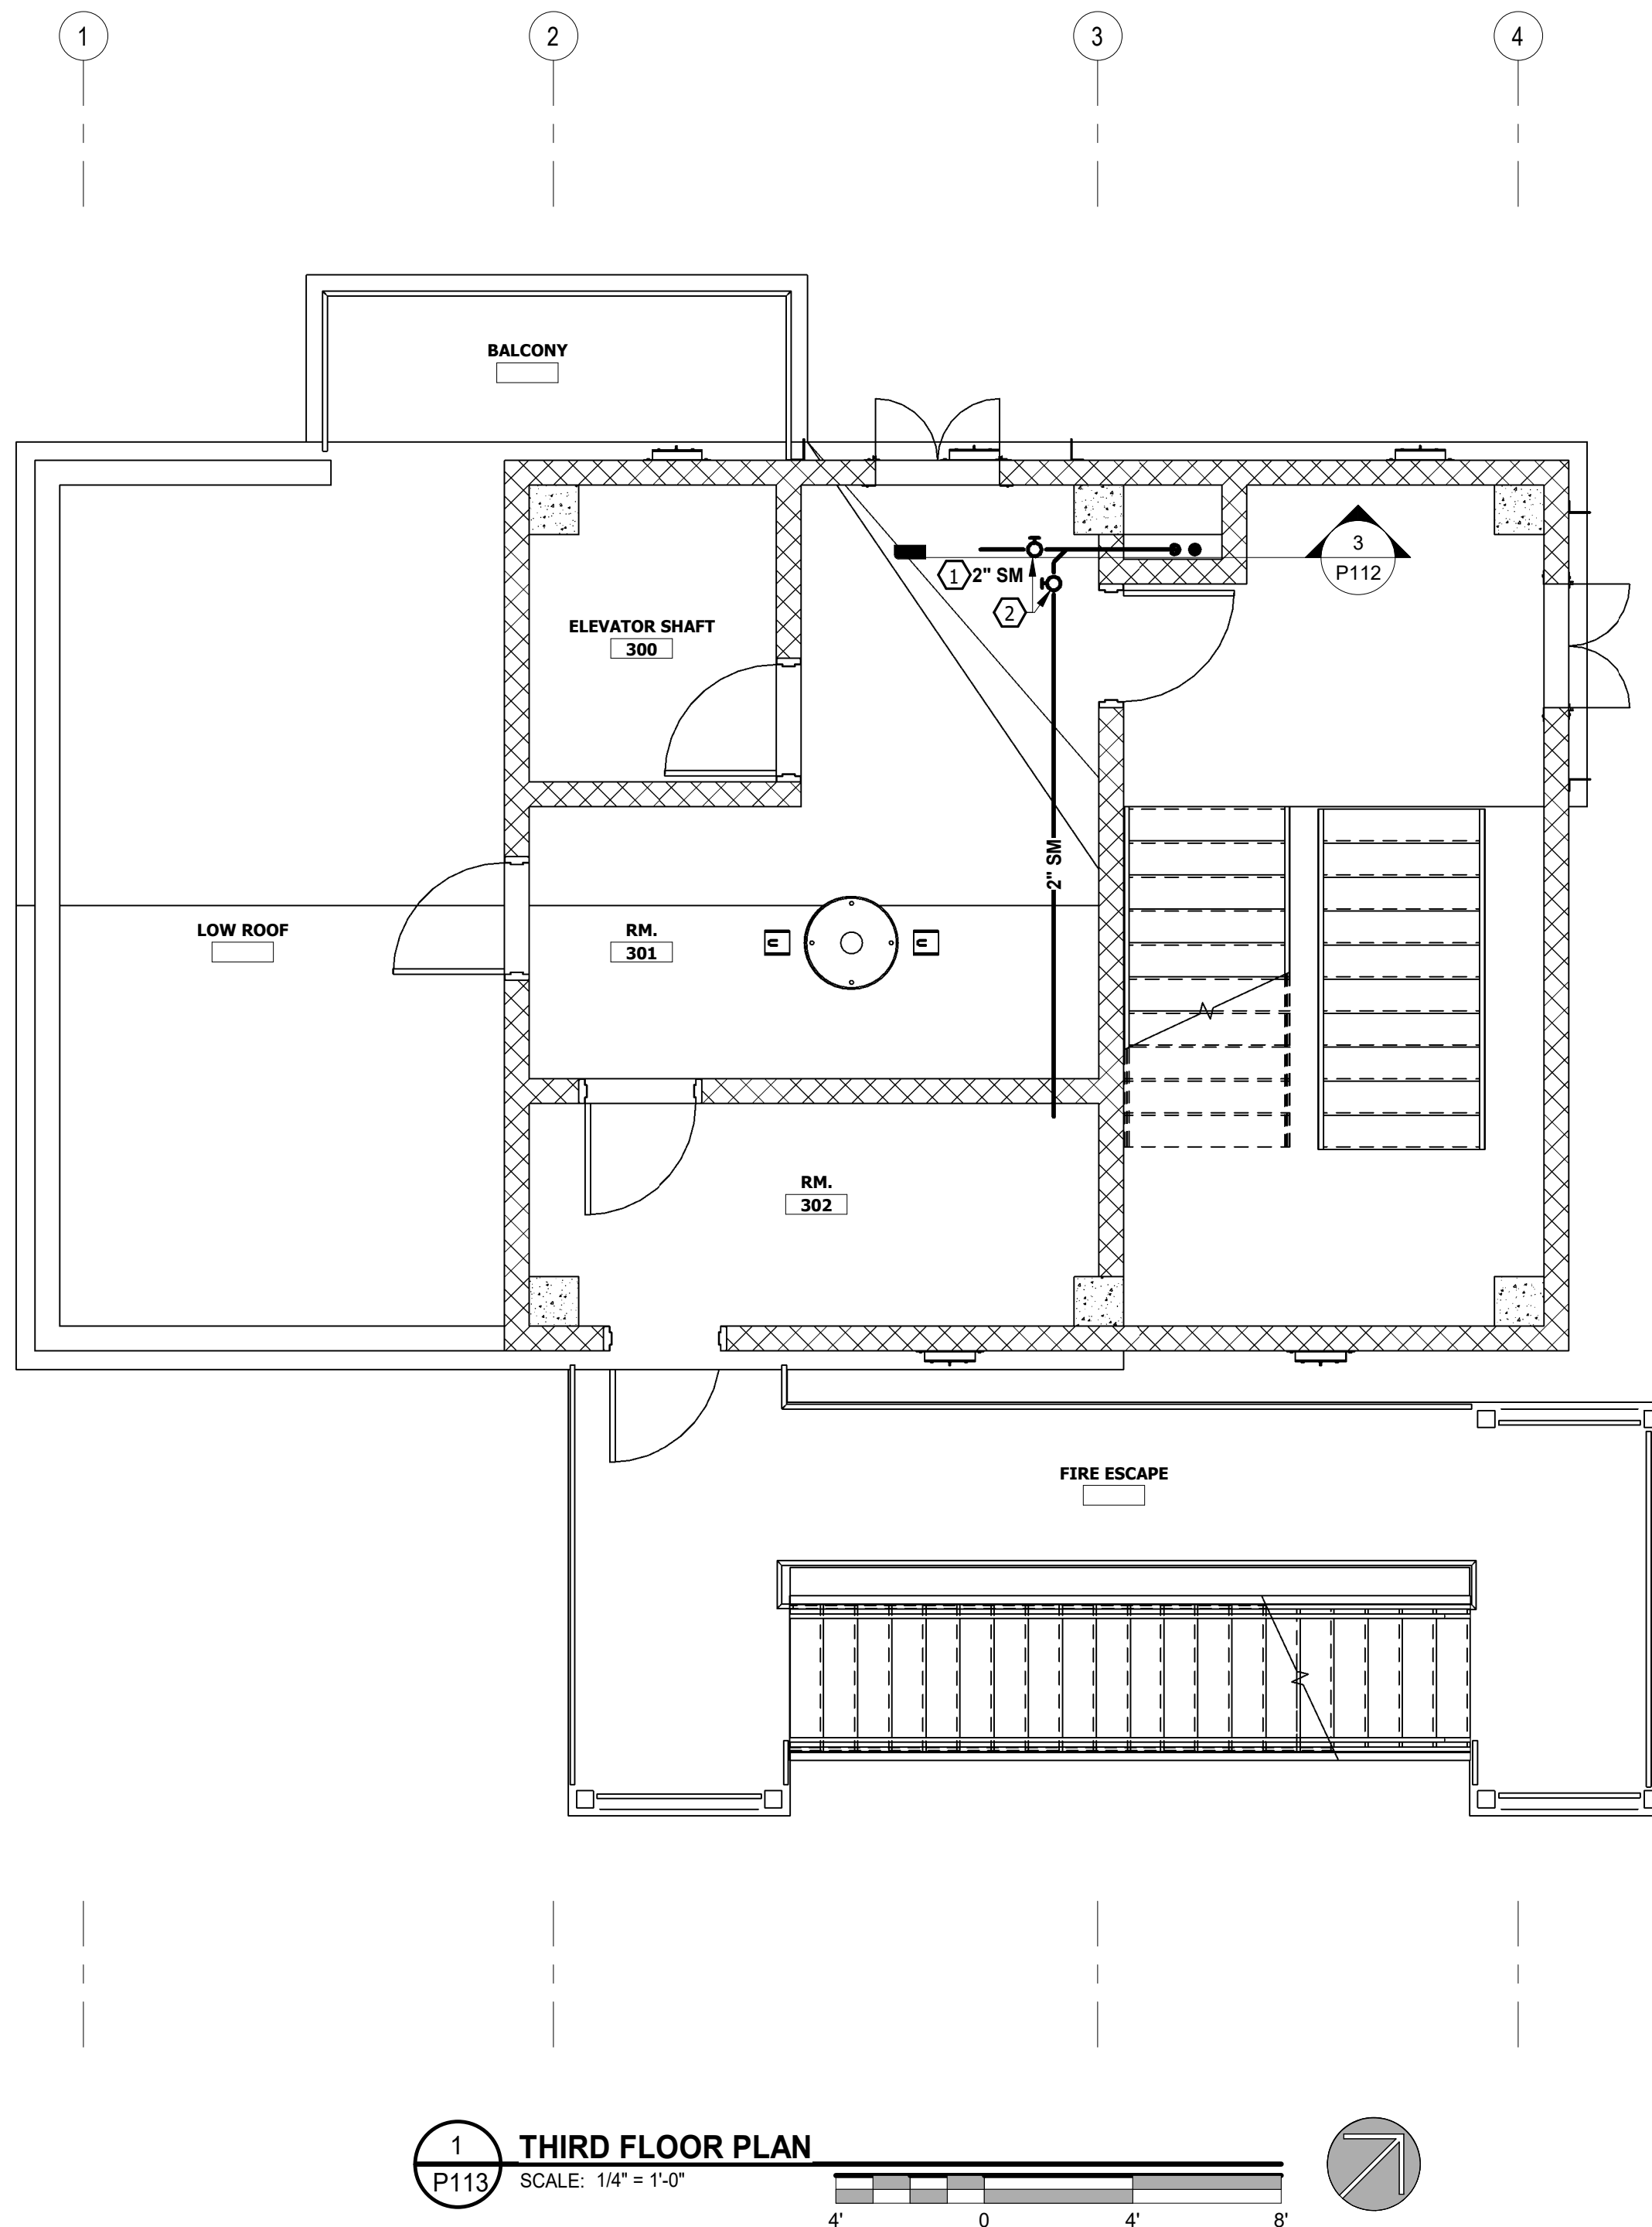 1 2 3 4
BALCONY
3
P112
1 2" SM
2
ELEVATOR SHAFT
300
2" SM
LOW ROOF
RM.
301
RM.
302
FIRE ESCAPE
1
P113
THIRD FLOOR PLAN
SCALE: 1/4" = 1'-0"
4' 0 4' 8'